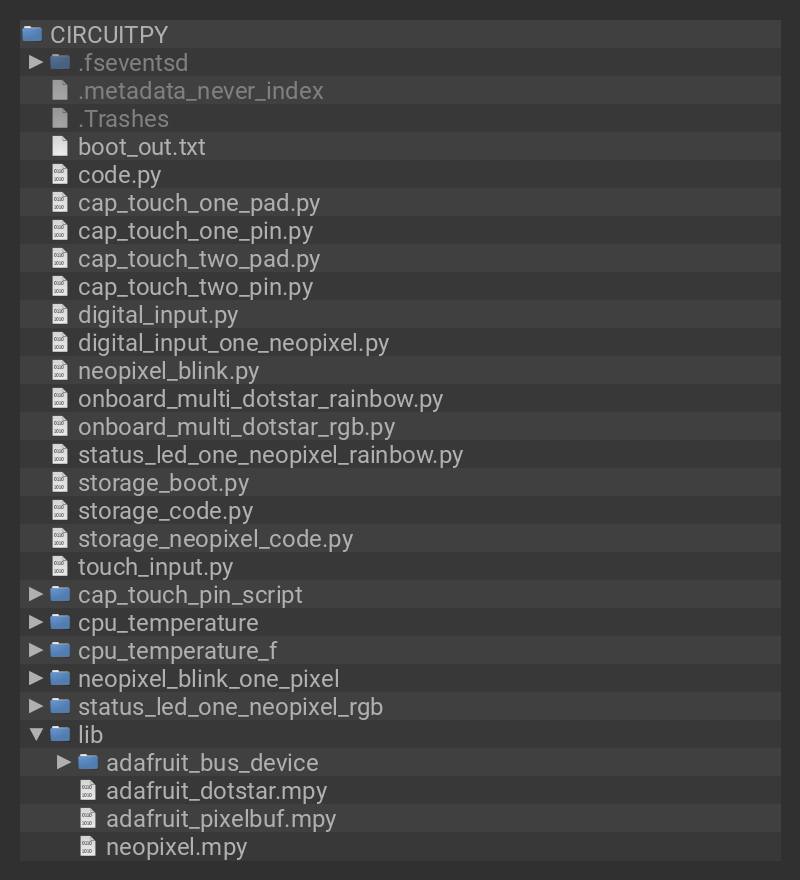 CIRCUITPY
.fseventsd
.metadata_never_index
.Trashes
boot_out.txt
code.py
cap_touch_one_pad.py
cap_touch_one_pin.py
cap_touch_two_pad.py
cap_touch_two_pin.py
digital_input.py
digital_input_one_neopixel.py
neopixel_blink.py
onboard_multi_dotstar_rainbow.py
onboard_multi_dotstar_rgb.py
status_led_one_neopixel_rainbow.py
storage_boot.py
storage_code.py
storage_neopixel_code.py
touch_input.py
cap_touch_pin_script
cpu_temperature
cpu_temperature_f
neopixel_blink_one_pixel
status_led_one_neopixel_rgb
lib
adafruit_bus_device
adafruit_dotstar.mpy
adafruit_pixelbuf.mpy
neopixel.mpy